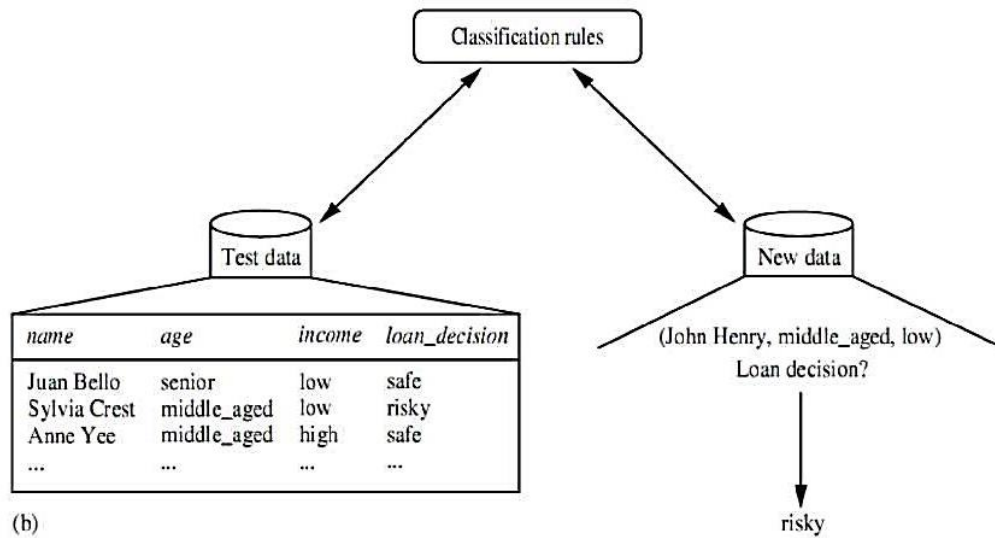 Classification rules
Test data
name age income loan_decision
Juan Bello senior low safe
Sylvia Crest middle_aged low risky
Anne Yee middle_aged high safe
... ... ... ...
New data
(John Henry, middle_aged, low)
Loan decision?
risky
(b)